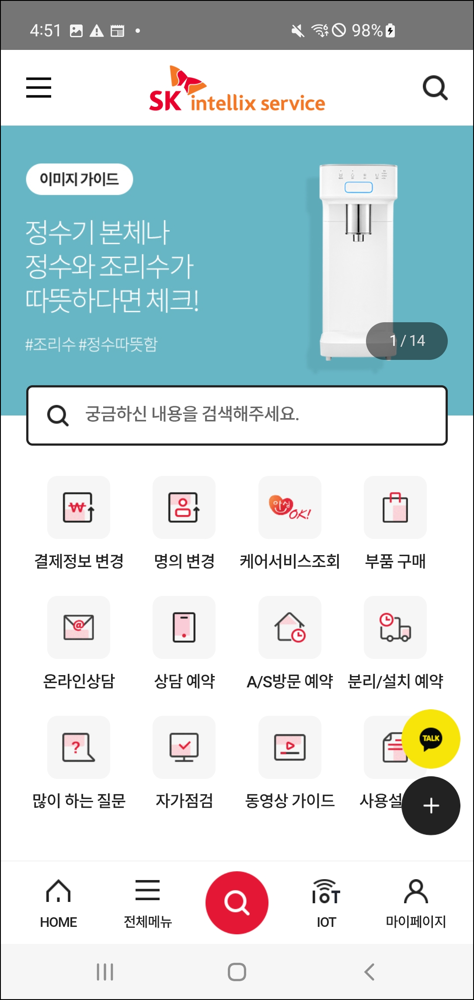 4:51
98%
SK intellix service
이미지 가이드
정수기 본체나
정수와 조리수가
따뜻하다면 체크!
#조리수 #정수따뜻함
1 / 14
궁금하신 내용을 검색해주세요.
안심 OK!
결제정보 변경 명의 변경 케어서비스조회 부품 구매
온라인상담 상담 예약 A/S방문 예약 분리/설치 예약
TALK
많이 하는 질문 자가점검 동영상 가이드 사용설
IoT
HOME 전체메뉴 IOT 마이페이지